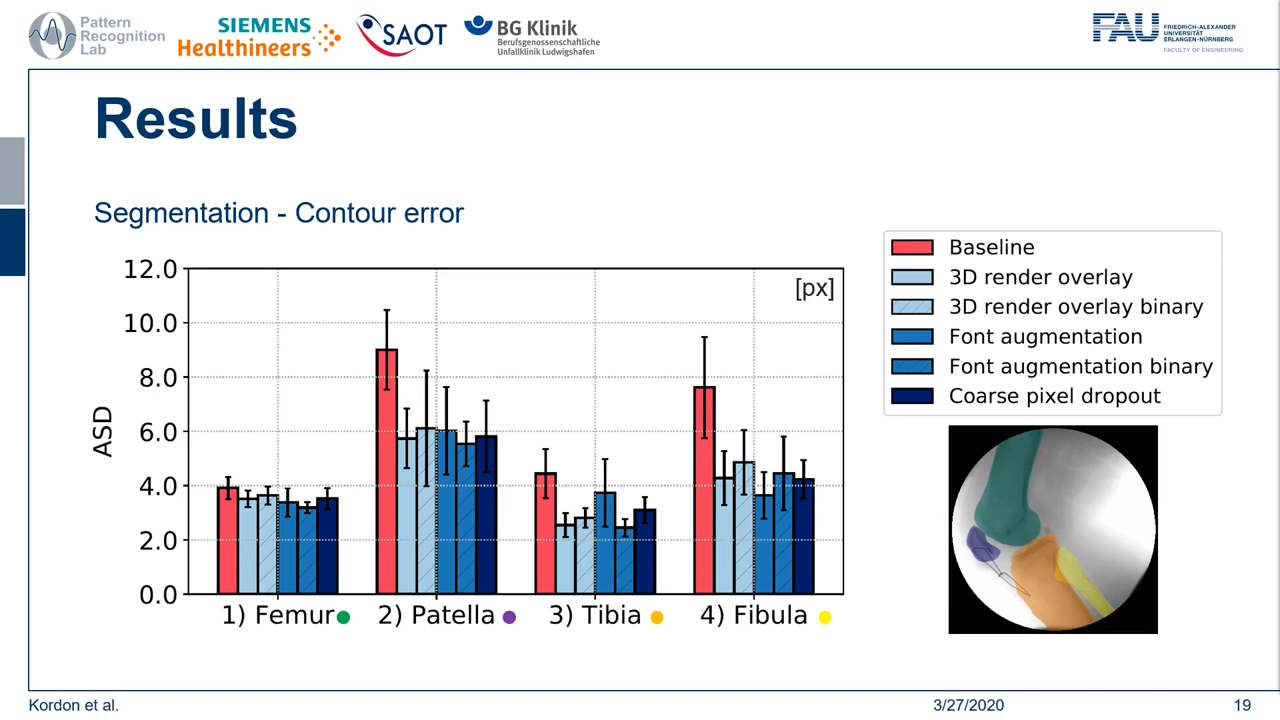 Pattern
Recognition
Lab
SIEMENS
Healthineers
SAOT
BG Klinik
Berufsgenossenschaftliche
Unfallklinik Ludwigshafen
FAU
FRIEDRICH-ALEXANDER
UNIVERSITÄT
ERLANGEN-NÜRNBERG
FACULTY OF ENGINEERING
Results
Segmentation - Contour error
12.0
10.0
8.0
6.0
4.0
2.0
0.0
ASD
[px]
1) Femur
2) Patella
3) Tibia
4) Fibula
Baseline
3D render overlay
3D render overlay binary
Font augmentation
Font augmentation binary
Coarse pixel dropout
Kordon et al.
3/27/2020
19